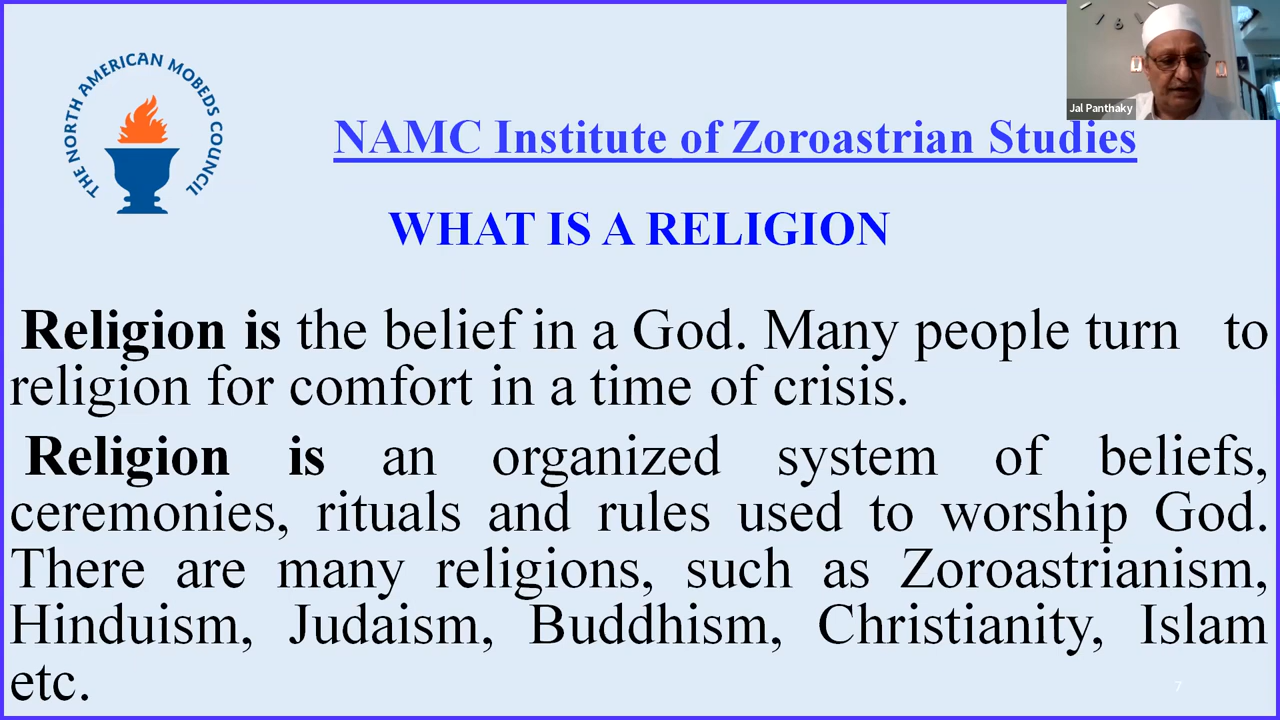 THE NORTH AMERICAN MOBEDS COUNCIL
Jal Panthaky
NAMC Institute of Zoroastrian Studies
WHAT IS A RELIGION
Religion is the belief in a God. Many people turn to
religion for comfort in a time of crisis.
Religion is an organized system of beliefs,
ceremonies, rituals and rules used to worship God.
There are many religions, such as Zoroastrianism,
Hinduism, Judaism, Buddhism, Christianity, Islam
etc.
7